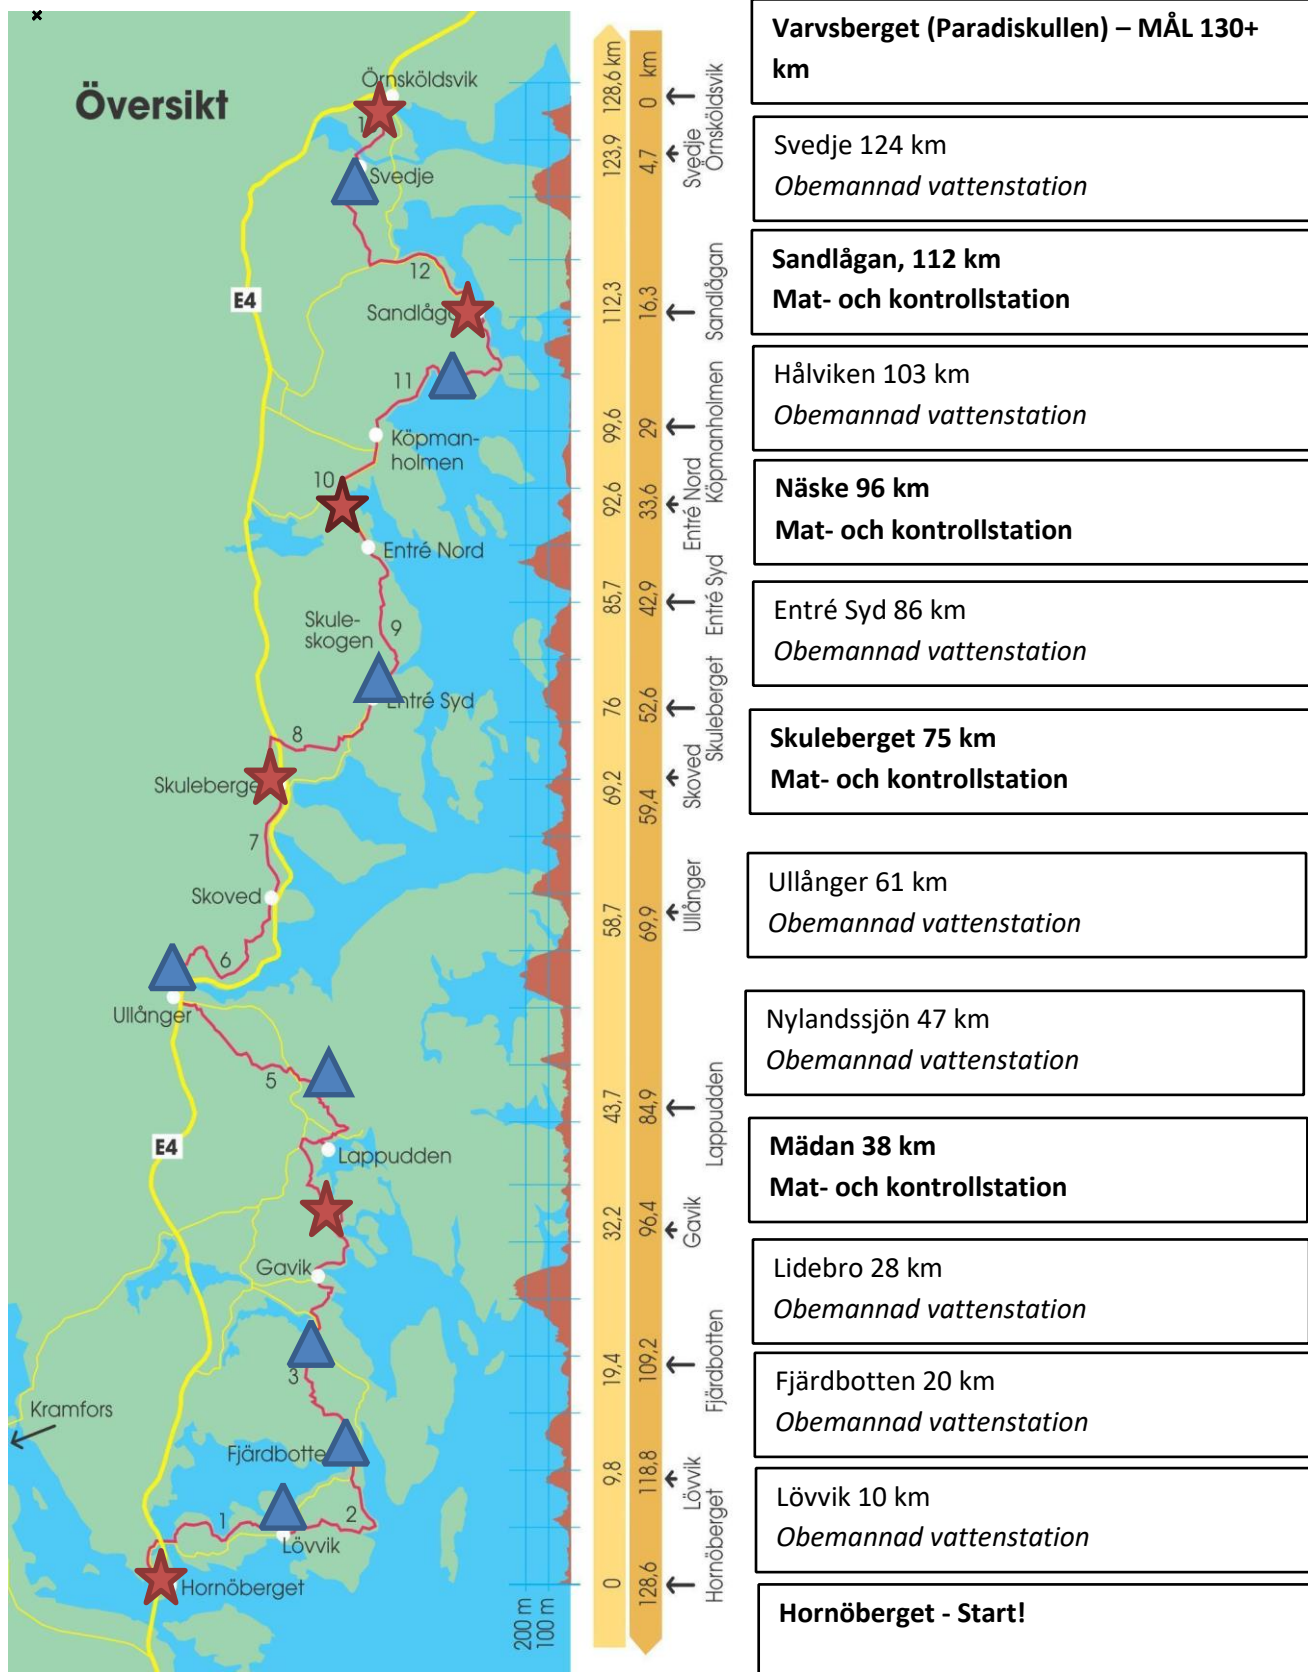 Översikt
Örnsköldsvik
1
Svedje
12
E4
Sandlågan
11
Köpman-
holmen
10
Entré Nord
Skule-
skogen
9
Entré Syd
8
Skuleberget
7
Skoved
6
Ullånger
5
E4
Lappudden
Gavik
3
Kramfors
Fjärdbotten
1
2
Lövvik
Hornöberget
128,6 km
123,9
112,3
99,6
92,6
85,7
76
69,2
58,7
43,7
32,2
19,4
9,8
0
km
0
4,7
16,3
29
33,6
42,9
52,6
59,4
69,9
84,9
96,4
109,2
118,8
128,6
Örnsköldsvik
Svedje
Sandlågan
Köpmanholmen
Entré Nord
Entré Syd
Skuleberget
Skoved
Ullånger
Lappudden
Gavik
Fjärdbotten
Lövvik
Hornöberget
200 m
100 m
Varvsberget (Paradiskullen) – MÅL 130+
km
Svedje 124 km
Obemannad vattenstation
Sandlågan, 112 km
Mat- och kontrollstation
Hålviken 103 km
Obemannad vattenstation
Näske 96 km
Mat- och kontrollstation
Entré Syd 86 km
Obemannad vattenstation
Skuleberget 75 km
Mat- och kontrollstation
Ullånger 61 km
Obemannad vattenstation
Nylandssjön 47 km
Obemannad vattenstation
Mädan 38 km
Mat- och kontrollstation
Lidebro 28 km
Obemannad vattenstation
Fjärdbotten 20 km
Obemannad vattenstation
Lövvik 10 km
Obemannad vattenstation
Hornöberget - Start!